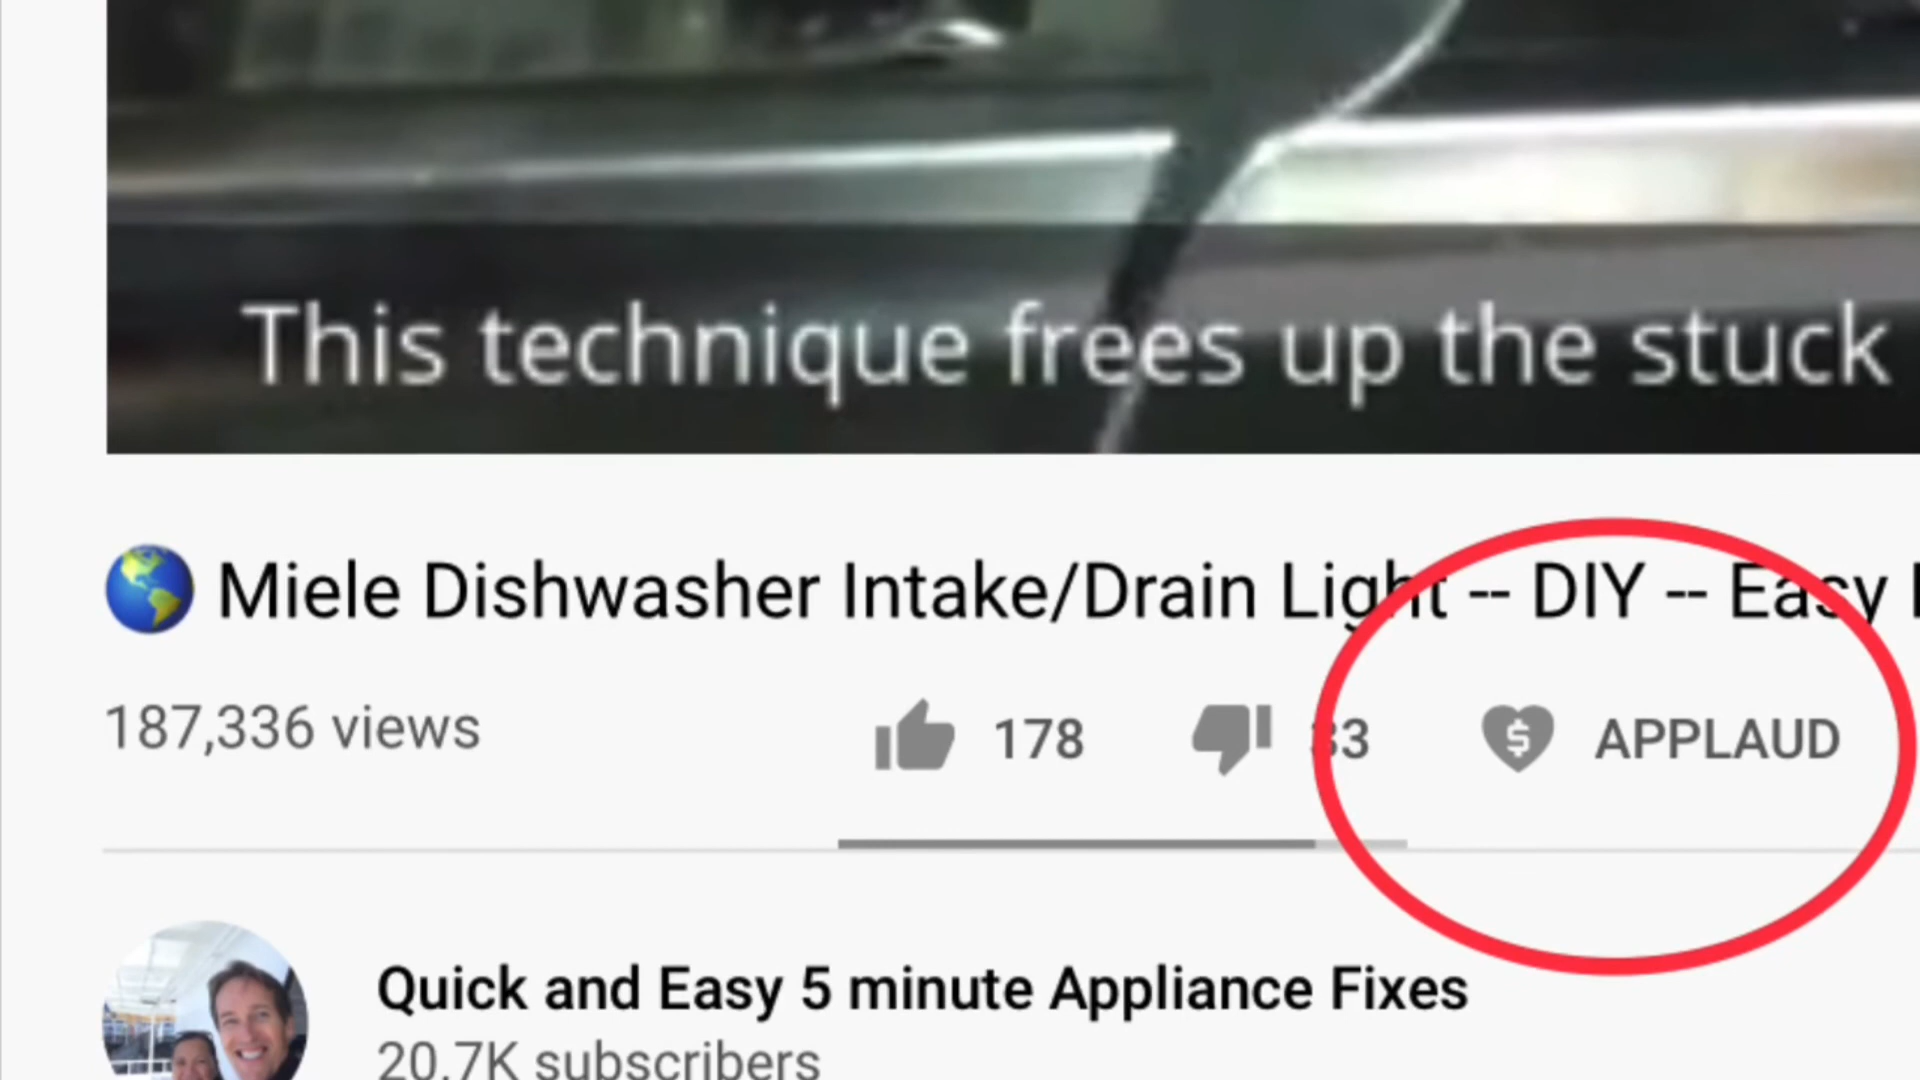 This technique frees up the stuck
Miele Dishwasher Intake/Drain Light -- DIY -- Easy
187,336 views
178
33
$ APPLAUD
Quick and Easy 5 minute Appliance Fixes
20.7K subscribers